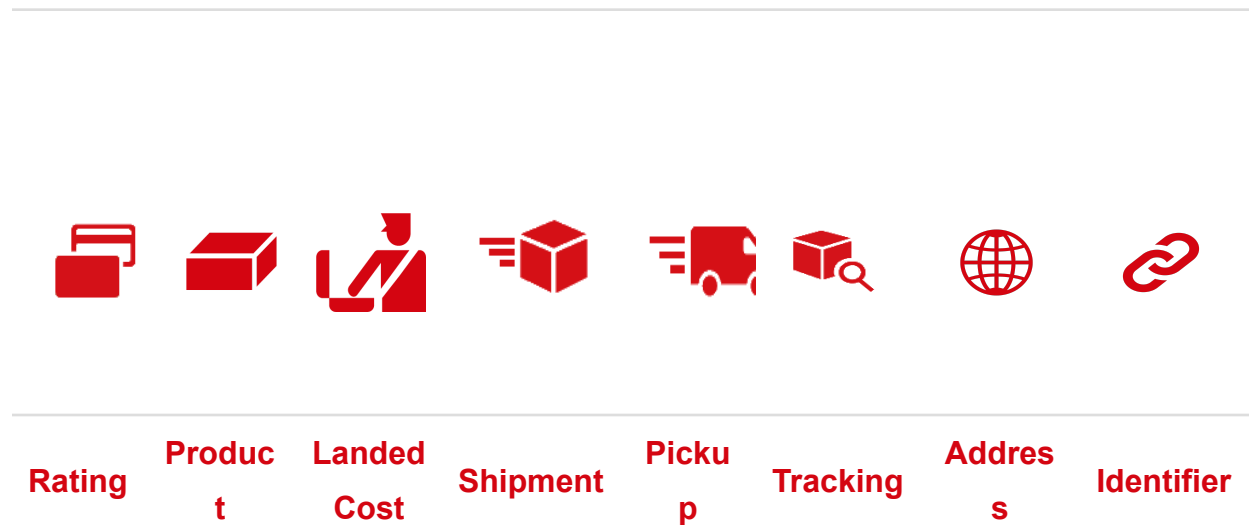 Rating
Produc
t
Landed
Cost
Shipment
Picku
p
Tracking
Addres
s
Identifier